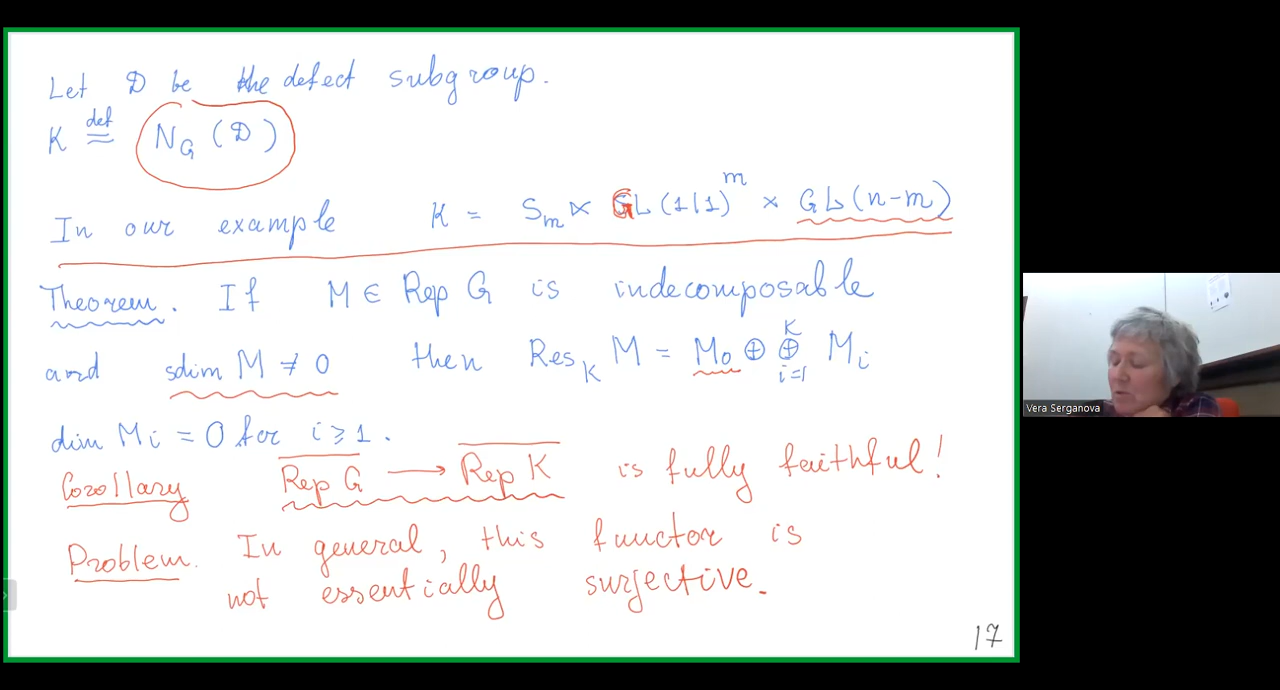 Let D be the defect subgroup.
K def= N_G (D)
In our example K = S_m ⋉ GL(1|1)^m × GL(n-m)
Theorem. If M ∈ Rep G is indecomposable
and sdim M ≠ 0 then Res_K M = M_0 ⊕ ⊕_{i=1}^K M_i
dim M_i = 0 for i ≥ 1.
Corollary Rep G → Rep K is fully faithful!
Problem. In general, this functor is
not essentially surjective.
17
Vera Serganova